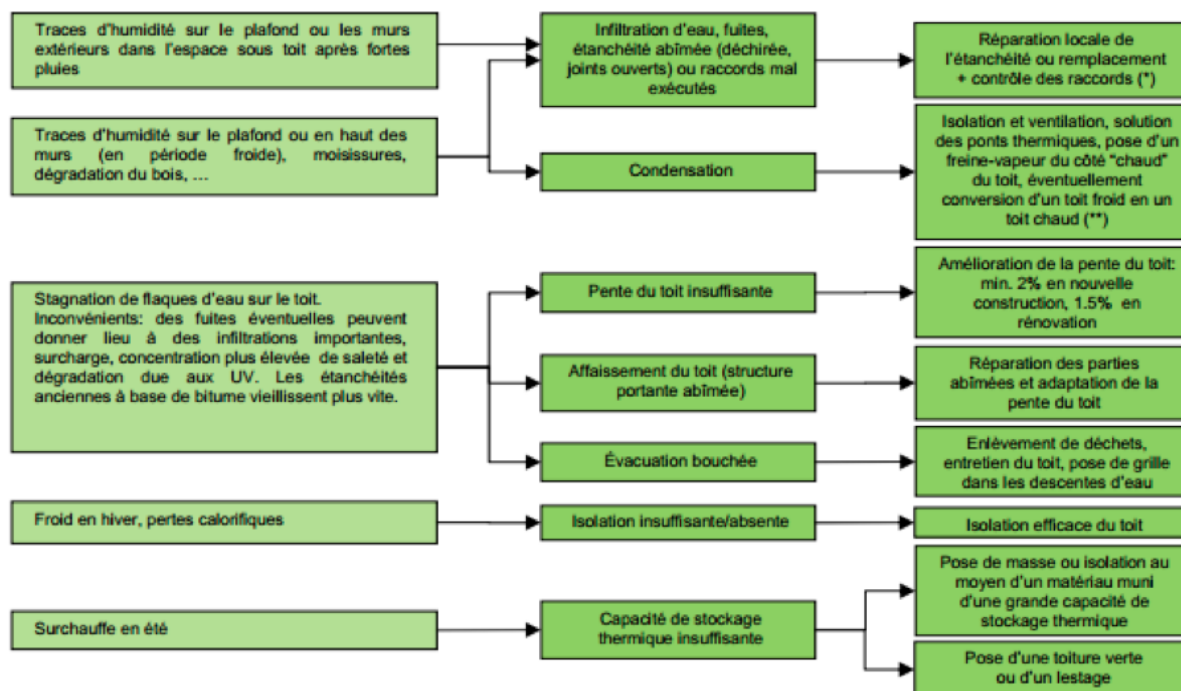 Traces d'humidité sur le plafond ou les murs
extérieurs dans l'espace sous toit après fortes
pluies
Infiltration d'eau, fuites,
étanchéité abîmée (déchirée,
joints ouverts) ou raccords mal
exécutés
Réparation locale de
l'étanchéité ou remplacement
+ contrôle des raccords (*)
Traces d'humidité sur le plafond ou en haut des
murs (en période froide), moisissures,
dégradation du bois, ...
Condensation
Isolation et ventilation, solution
des ponts thermiques, pose d'un
freine-vapeur du côté "chaud"
du toit, éventuellement
conversion d'un toit froid en un
toit chaud (**)
Stagnation de flaques d'eau sur le toit.
Inconvénients: des fuites éventuelles peuvent
donner lieu à des infiltrations importantes,
surcharge, concentration plus élevée de saleté et
dégradation due aux UV. Les étanchéités
anciennes à base de bitume vieillissent plus vite.
Pente du toit insuffisante
Amélioration de la pente du toit:
min. 2% en nouvelle
construction, 1.5% en
rénovation
Affaissement du toit (structure
portante abîmée)
Réparation des parties
abîmées et adaptation de la
pente du toit
Évacuation bouchée
Enlèvement de déchets,
entretien du toit, pose de grille
dans les descentes d'eau
Froid en hiver, pertes calorifiques
Isolation insuffisante/absente
Isolation efficace du toit
Surchauffe en été
Capacité de stockage
thermique insuffisante
Pose de masse ou isolation au
moyen d'un matériau muni
d'une grande capacité de
stockage thermique
Pose d'une toiture verte
ou d'un lestage